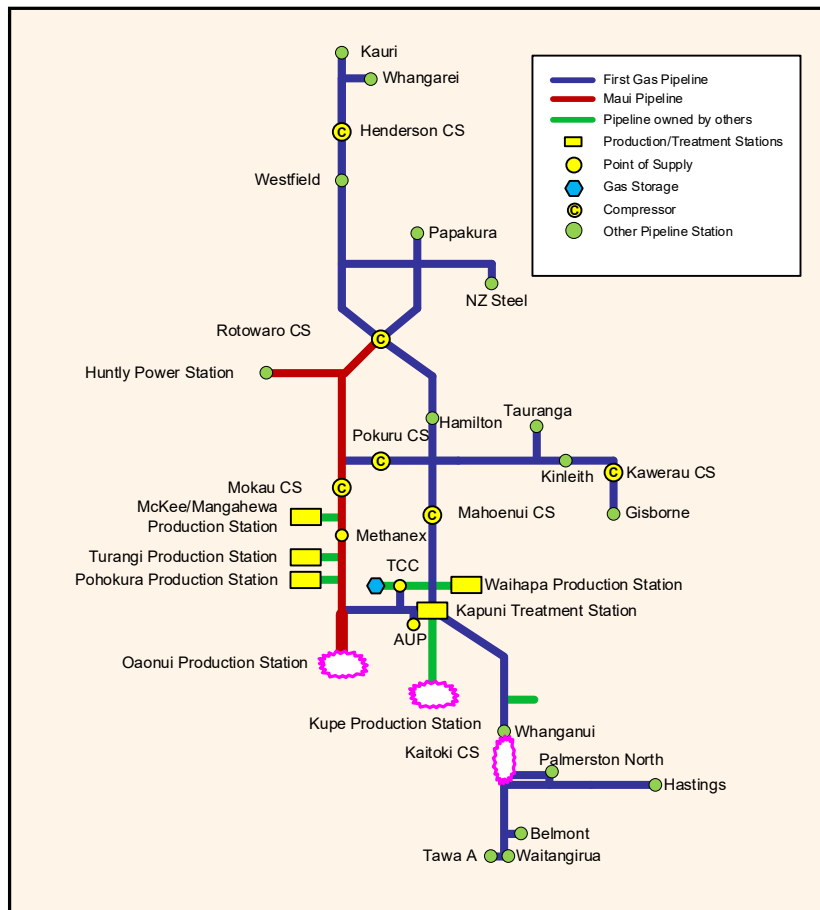 Kauri
Whangarei
Henderson CS
Westfield
Papakura
NZ Steel
Rotowaro CS
Huntly Power Station
Hamilton
Tauranga
Pokuru CS
Kinleith
Kawerau CS
Gisborne
Mokau CS
McKee/Mangahewa
Production Station
Mahoenui CS
Methanex
Turangi Production Station
TCC
Pohokura Production Station
Waihapa Production Station
Kapuni Treatment Station
AUP
Oaonui Production Station
Kupe Production Station
Whanganui
Kaitoki CS
Palmerston North
Hastings
Belmont
Tawa A
Waitangirua
First Gas Pipeline
Maui Pipeline
Pipeline owned by others
Production/Treatment Stations
Point of Supply
Gas Storage
C Compressor
Other Pipeline Station
C
C
C
C
C
C